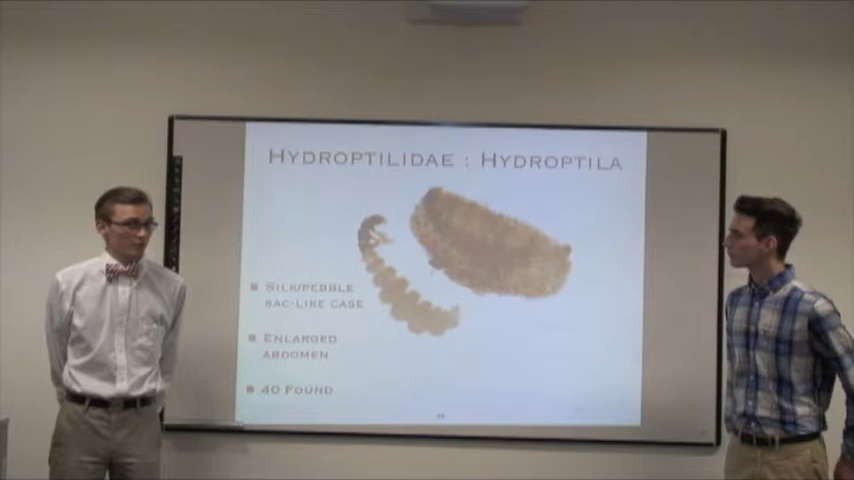 HYDROPTILIDAE : HYDROPTILA
SILK/PEBBLE
SAC-LIKE CASE
ENLARGED
ABDOMEN
40 FOUND